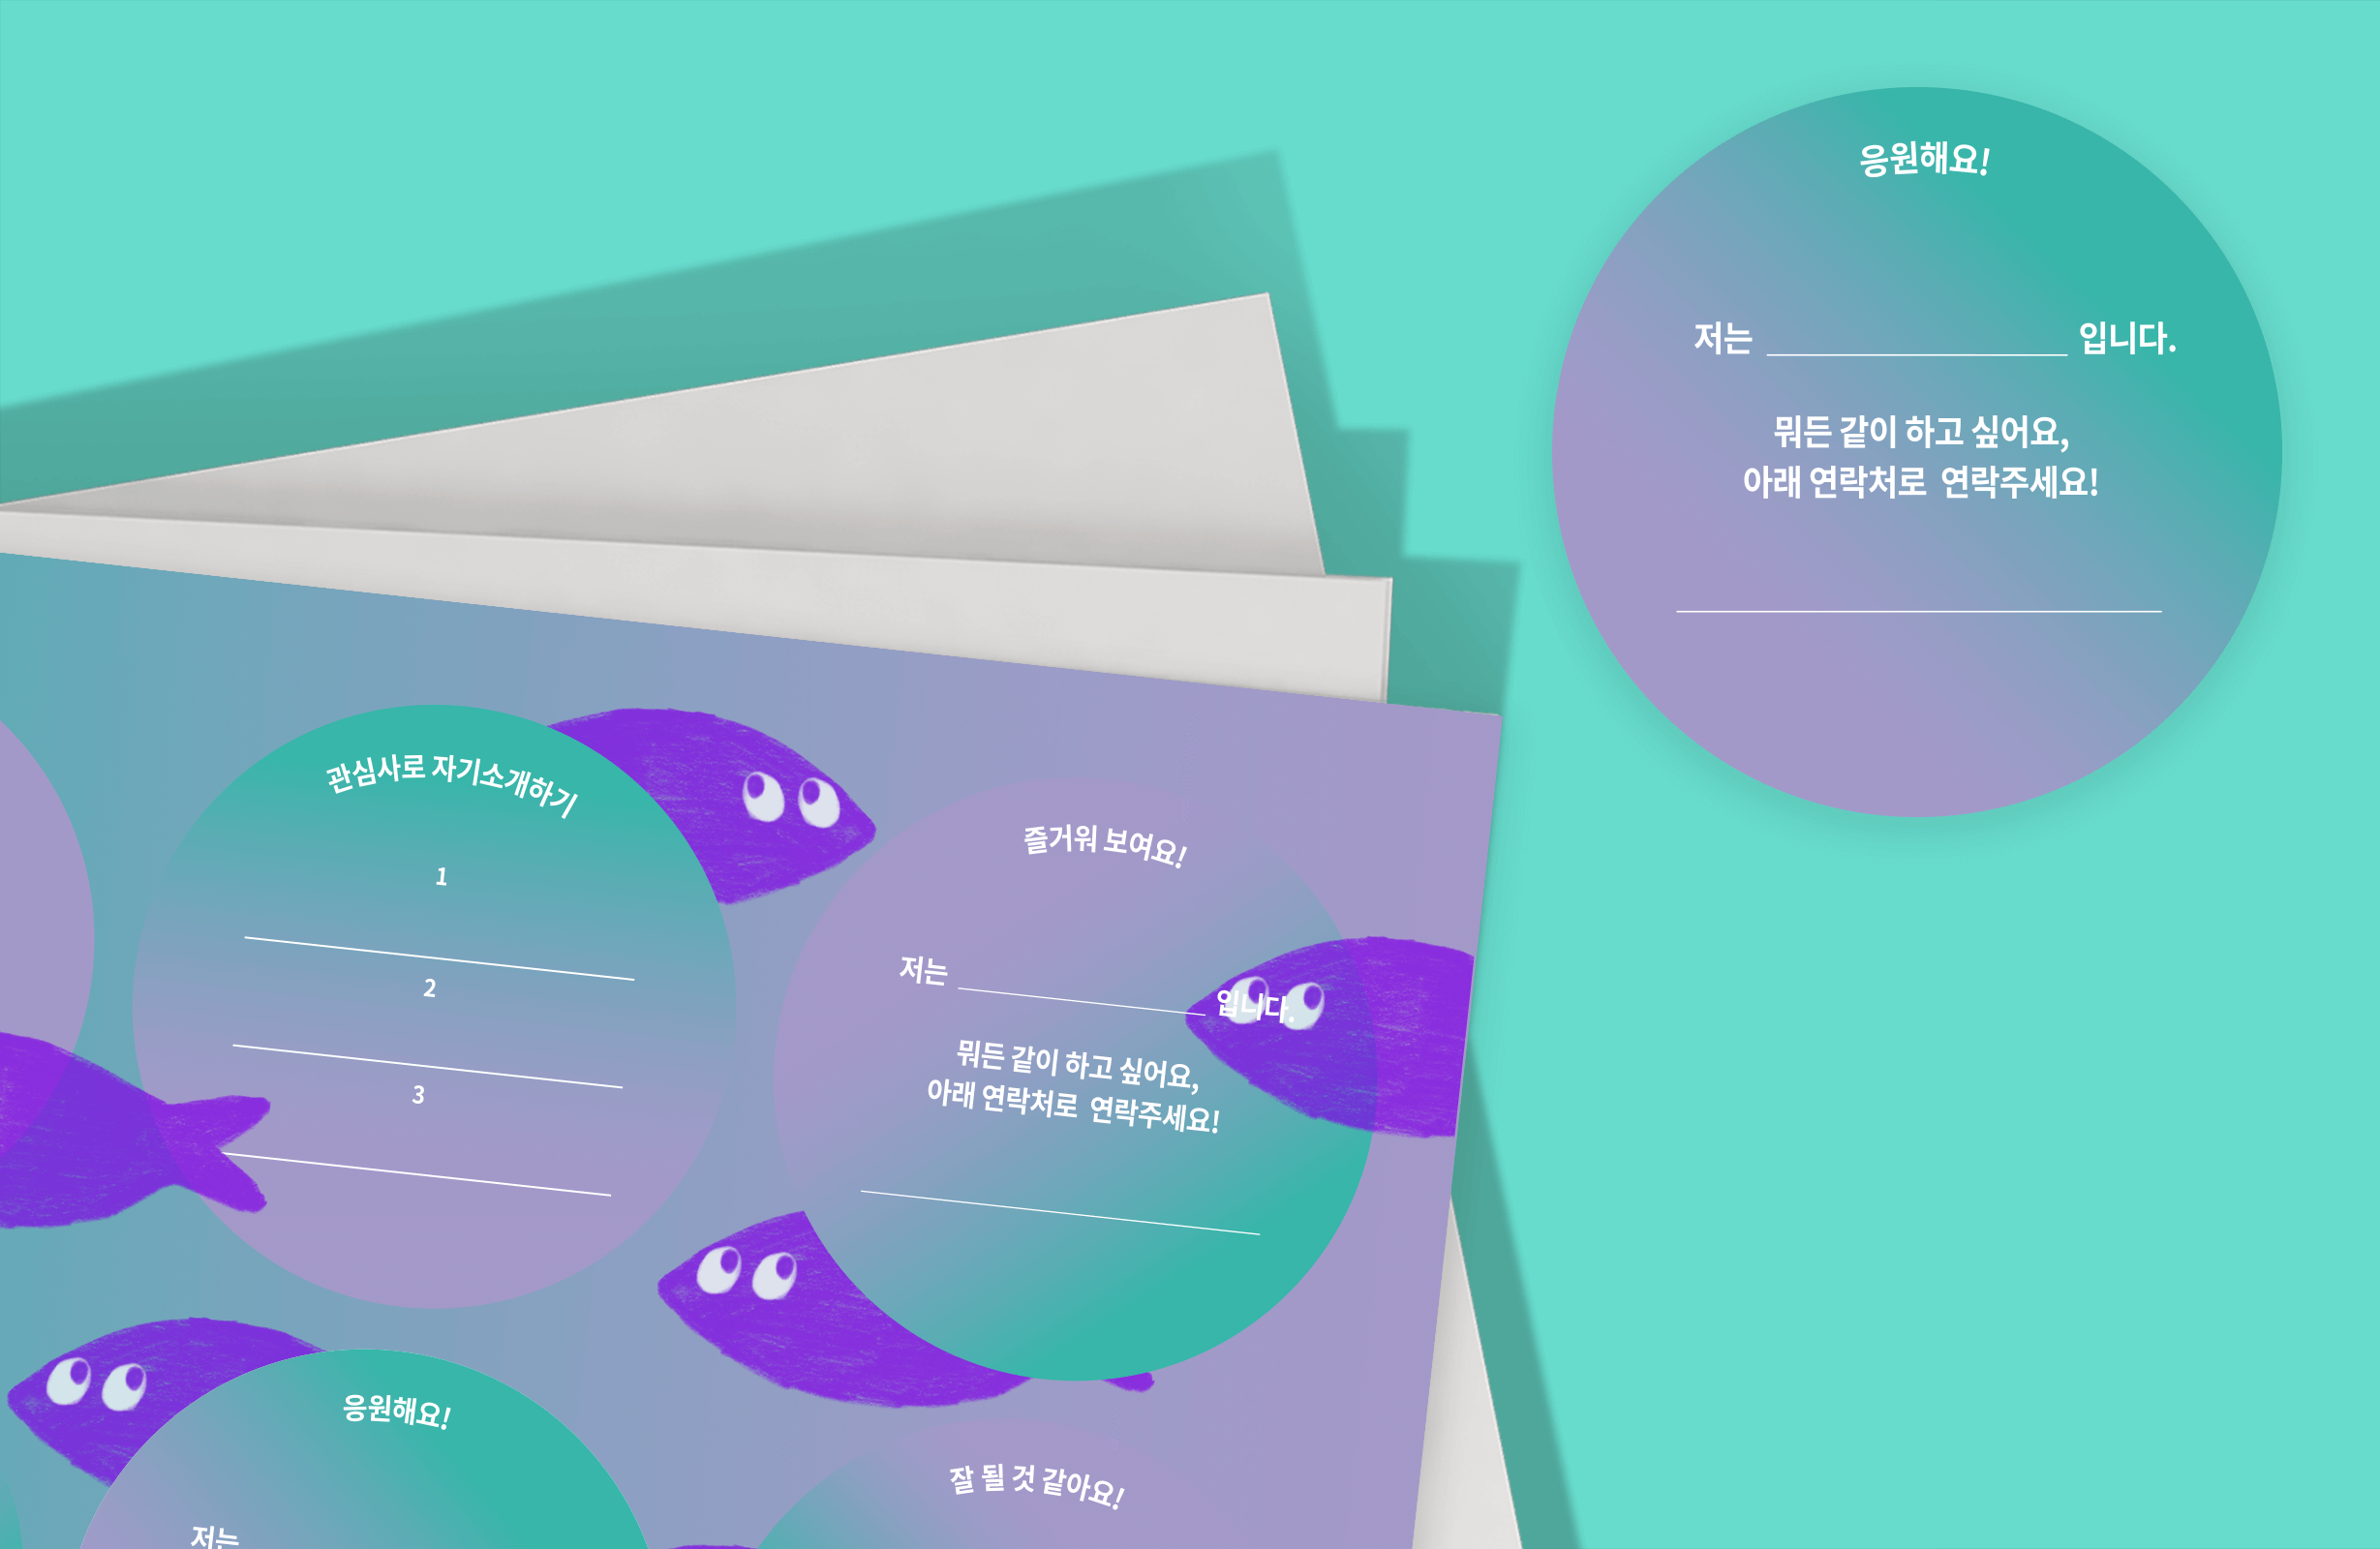 응원해요!
저는 입니다.
뭐든 같이 하고 싶어요,
아래 연락처로 연락주세요!
관심사로 자기소개하기
1
2
3
즐거워 보여요!
저는 입니다.
뭐든 같이 하고 싶어요,
아래 연락처로 연락주세요!
응원해요!
저는
잘 될 것 같아요!